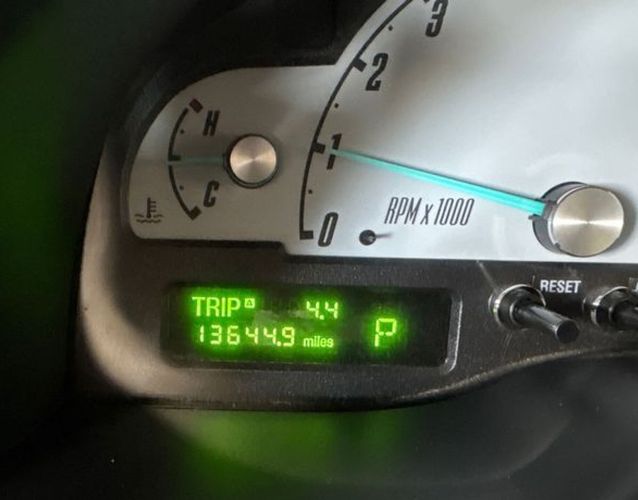 3
2
1
0
H
C
RPM x 1000
RESET
TRIP A 4.4
13644.9 miles
P